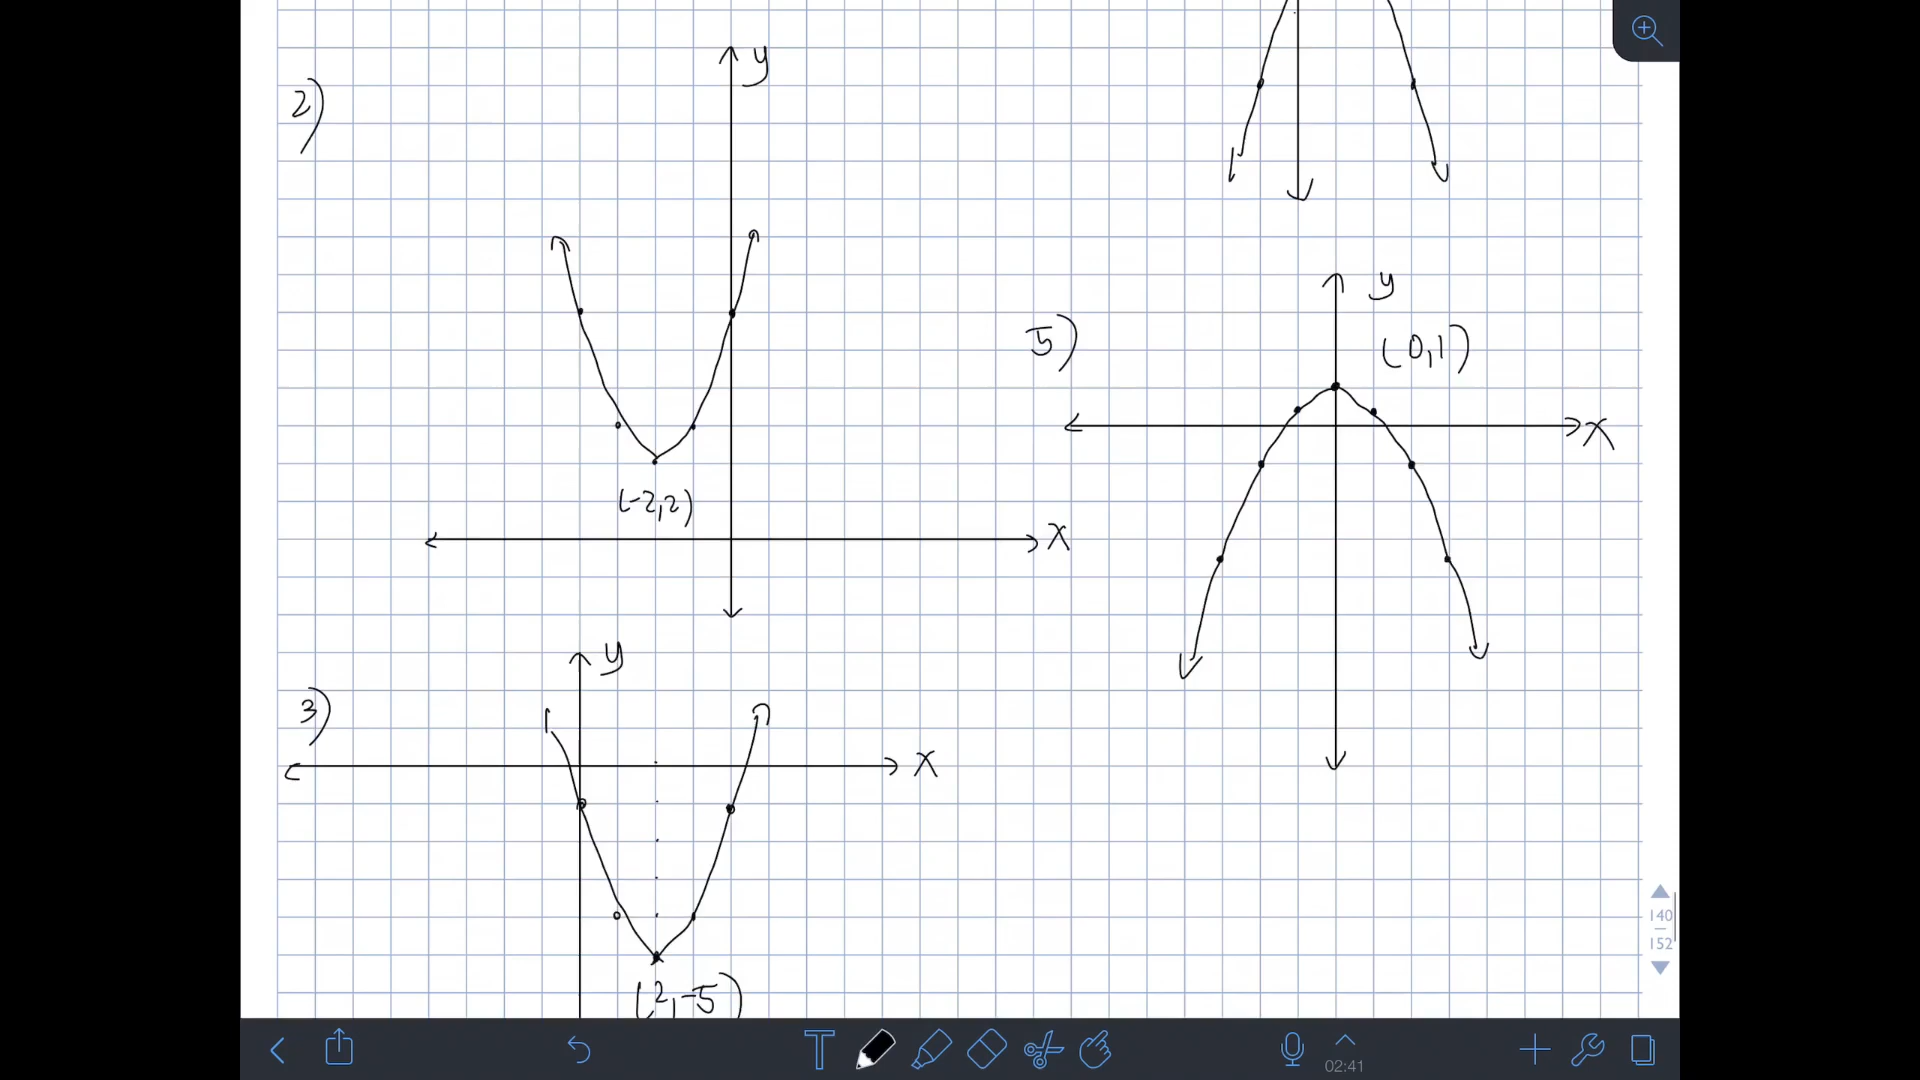 2)
y
(-2,2)
x
3)
y
x
(2,-5)
5)
y
(0,1)
x
140
152
T
02:41